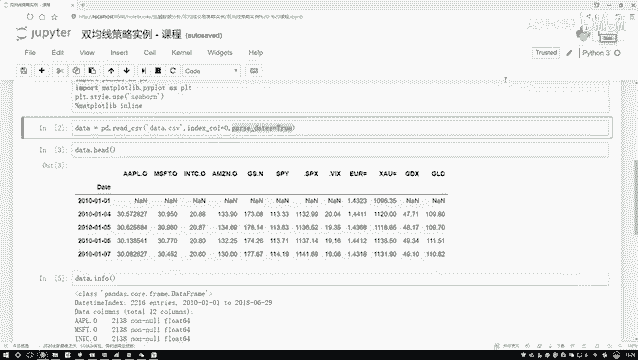 jupyter 双均线策略实例 - 课程 (autosaved)
File Edit View Insert Cell Kernel Widgets Help
Trusted Python 3
Code
import matplotlib.pyplot as plt
plt.style.use('seaborn')
%matplotlib inline
In [2]: data = pd.read_csv('data.csv',index_col=0,parse_dates=True)
In [3]: data.head()
Out[3]:
AAPL.O MSFT.O INTC.O AMZN.O GS.N SPY .SPX .VIX EUR= XAU= GDX GLD
Date
2010-01-01 NaN NaN NaN NaN NaN NaN NaN NaN 1.4323 1096.35 NaN NaN
2010-01-04 30.572827 30.950 20.88 133.90 173.08 113.33 1132.99 20.04 1.4411 1120.00 47.71 109.80
2010-01-05 30.625684 30.960 20.87 134.69 176.14 113.63 1136.52 19.35 1.4368 1118.65 48.17 109.70
2010-01-06 30.138541 30.770 20.80 132.25 174.26 113.71 1137.14 19.16 1.4412 1138.50 49.34 111.51
2010-01-07 30.082827 30.452 20.60 130.00 177.67 114.19 1141.69 19.06 1.4318 1131.90 49.10 110.82
In [5]: data.info()
<class 'pandas.core.frame.DataFrame'>
DatetimeIndex: 2216 entries, 2010-01-01 to 2018-06-29
Data columns (total 12 columns):
AAPL.O 2138 non-null float64
MSFT.O 2138 non-null float64
INTC.O 2138 non-null float64